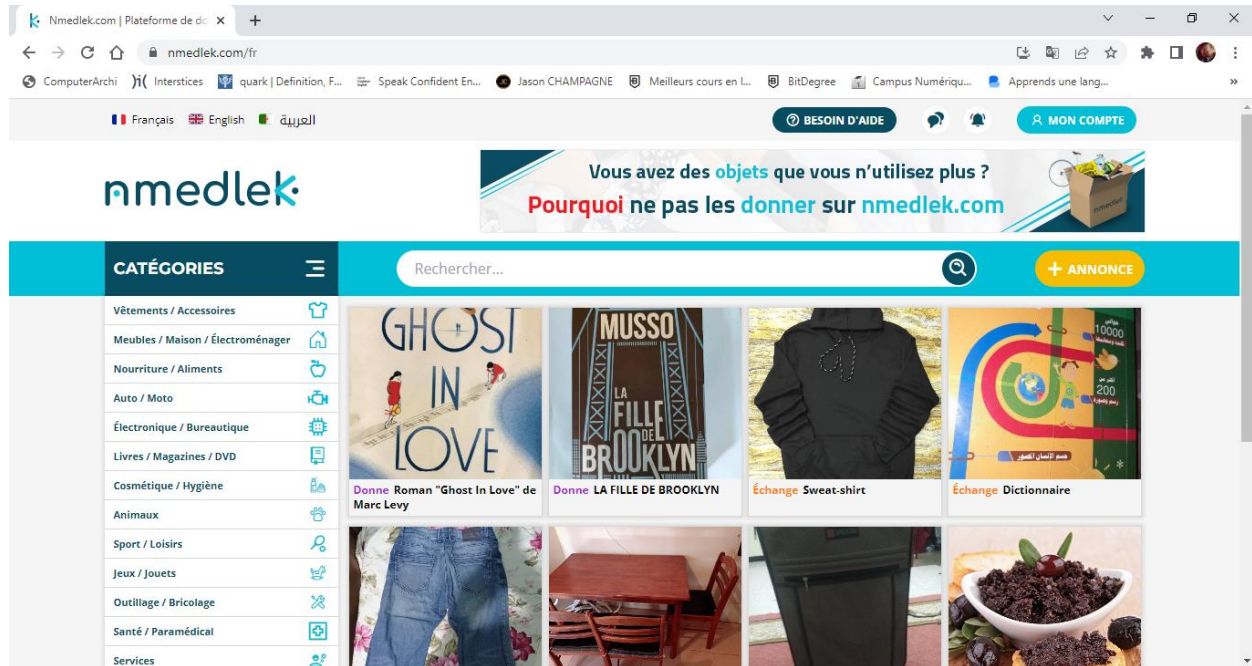 Nmedlek.com | Plateforme de do
nmedlek.com/fr
ComputerArchi
Interstices
quark | Definition, F...
Speak Confident En...
Jason CHAMPAGNE
Meilleurs cours en l...
BitDegree
Campus Numériqu...
Apprends une lang...
»
Français English العربية
BESOIN D'AIDE
MON COMPTE
nmedlek
Vous avez des objets que vous n'utilisez plus ?
Pourquoi ne pas les donner sur nmedlek.com
CATÉGORIES
Rechercher...
+ ANNONCE
Vêtements / Accessoires
Meubles / Maison / Électroménager
Nourriture / Aliments
Auto / Moto
Électronique / Bureautique
Livres / Magazines / DVD
Cosmétique / Hygiène
Animaux
Sport / Loisirs
Jeux / Jouets
Outillage / Bricolage
Santé / Paramédical
Services
GHOST
IN
LOVE
Donne Roman "Ghost In Love" de
Marc Levy
MUSSO
LA
FILLE
DE
BROOKLYN
Donne LA FILLE DE BROOKLYN
Échange Sweat-shirt
10000
200
جسم الإنسان المصور
Échange Dictionnaire